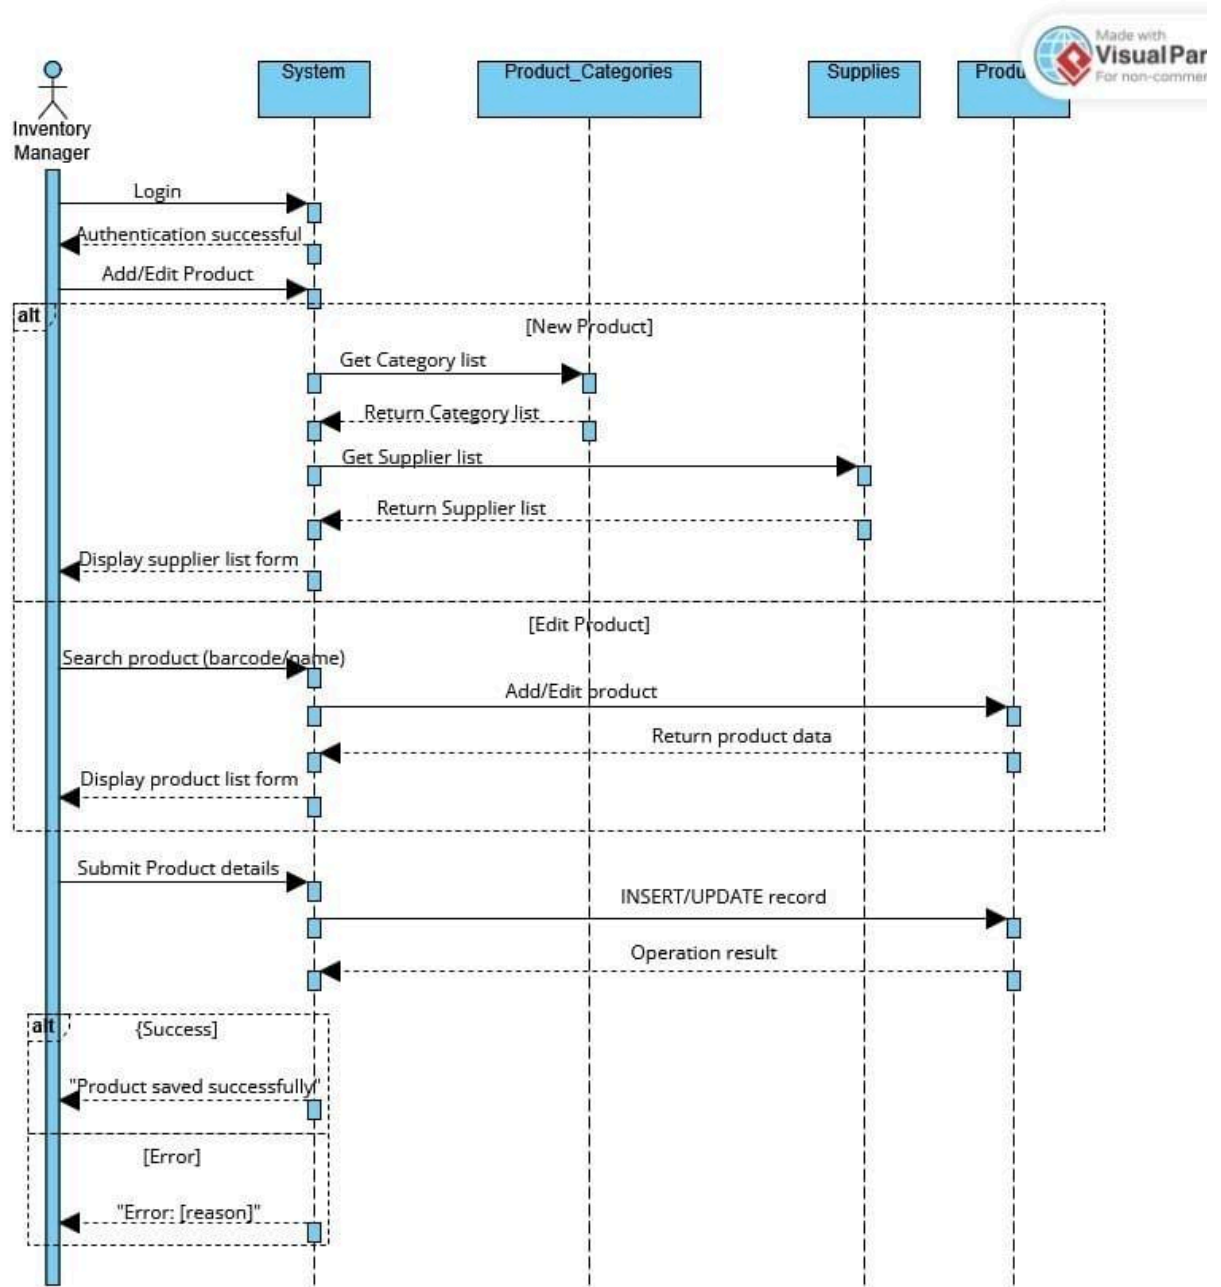 Made with
Visual Par
For non-commer
System
Product_Categories
Supplies
Produ
Inventory
Manager
Login
Authentication successful
Add/Edit Product
alt
[New Product]
Get Category list
Return Category list
Get Supplier list
Return Supplier list
Display supplier list form
[Edit Product]
Search product (barcode/name)
Add/Edit product
Return product data
Display product list form
Submit Product details
INSERT/UPDATE record
Operation result
alt
{Success]
"Product saved successfully"
[Error]
"Error: [reason]"